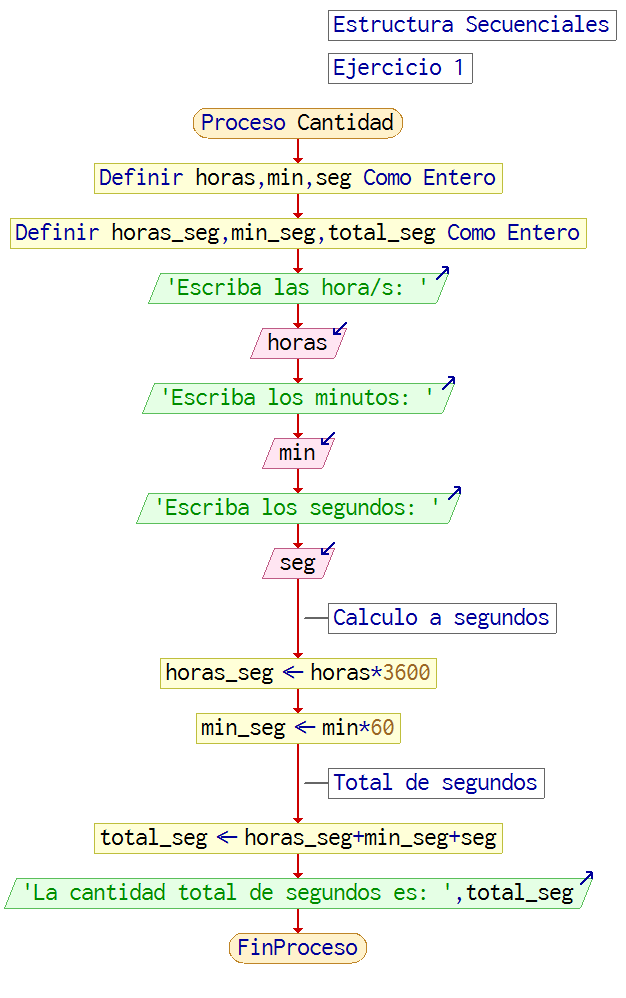 Estructura Secuenciales
Ejercicio 1
Proceso Cantidad
Definir horas,min,seg Como Entero
Definir horas_seg,min_seg,total_seg Como Entero
'Escriba las hora/s: '
horas
'Escriba los minutos: '
min
'Escriba los segundos: '
seg
Calculo a segundos
horas_seg ← horas*3600
min_seg ← min*60
Total de segundos
total_seg ← horas_seg+min_seg+seg
'La cantidad total de segundos es: ',total_seg
FinProceso